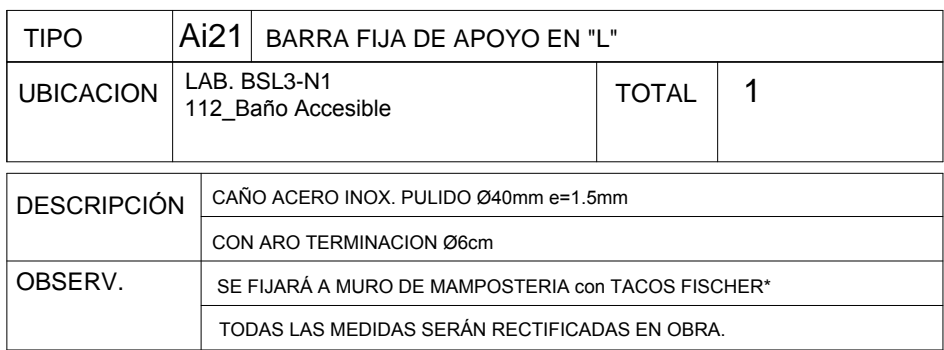 TIPO Ai21 BARRA FIJA DE APOYO EN "L"
UBICACION LAB. BSL3-N1
112_Baño Accesible
TOTAL 1
DESCRIPCIÓN CAÑO ACERO INOX. PULIDO Ø40mm e=1.5mm
CON ARO TERMINACION Ø6cm
OBSERV. SE FIJARÁ A MURO DE MAMPOSTERIA con TACOS FISCHER*
TODAS LAS MEDIDAS SERÁN RECTIFICADAS EN OBRA.